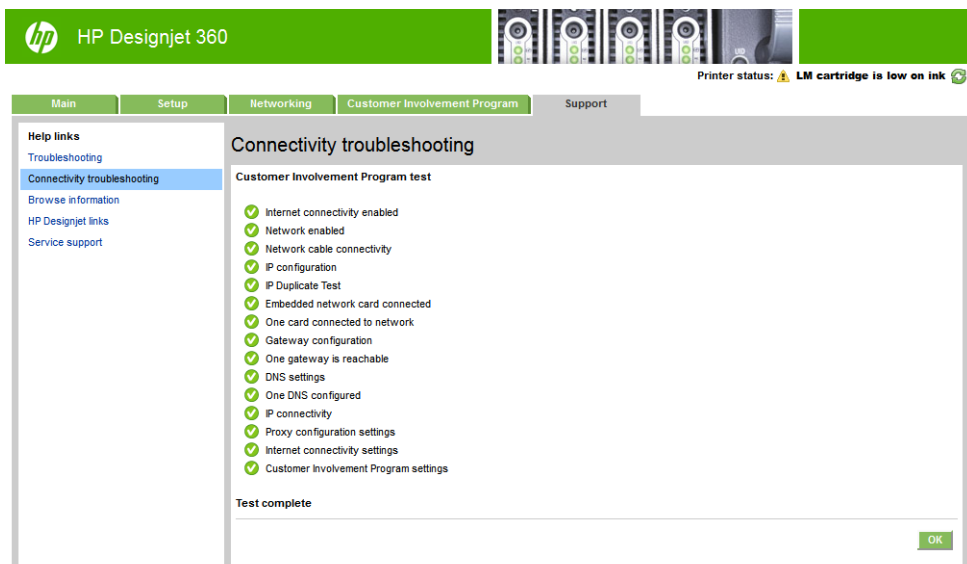 hp HP Designjet 360
Printer status: LM cartridge is low on ink
Main Setup Networking Customer Involvement Program Support
Help links
Troubleshooting
Connectivity troubleshooting
Browse information
HP Designjet links
Service support
Connectivity troubleshooting
Customer Involvement Program test
Internet connectivity enabled
Network enabled
Network cable connectivity
IP configuration
IP Duplicate Test
Embedded network card connected
One card connected to network
Gateway configuration
One gateway is reachable
DNS settings
One DNS configured
IP connectivity
Proxy configuration settings
Internet connectivity settings
Customer Involvement Program settings
Test complete
OK